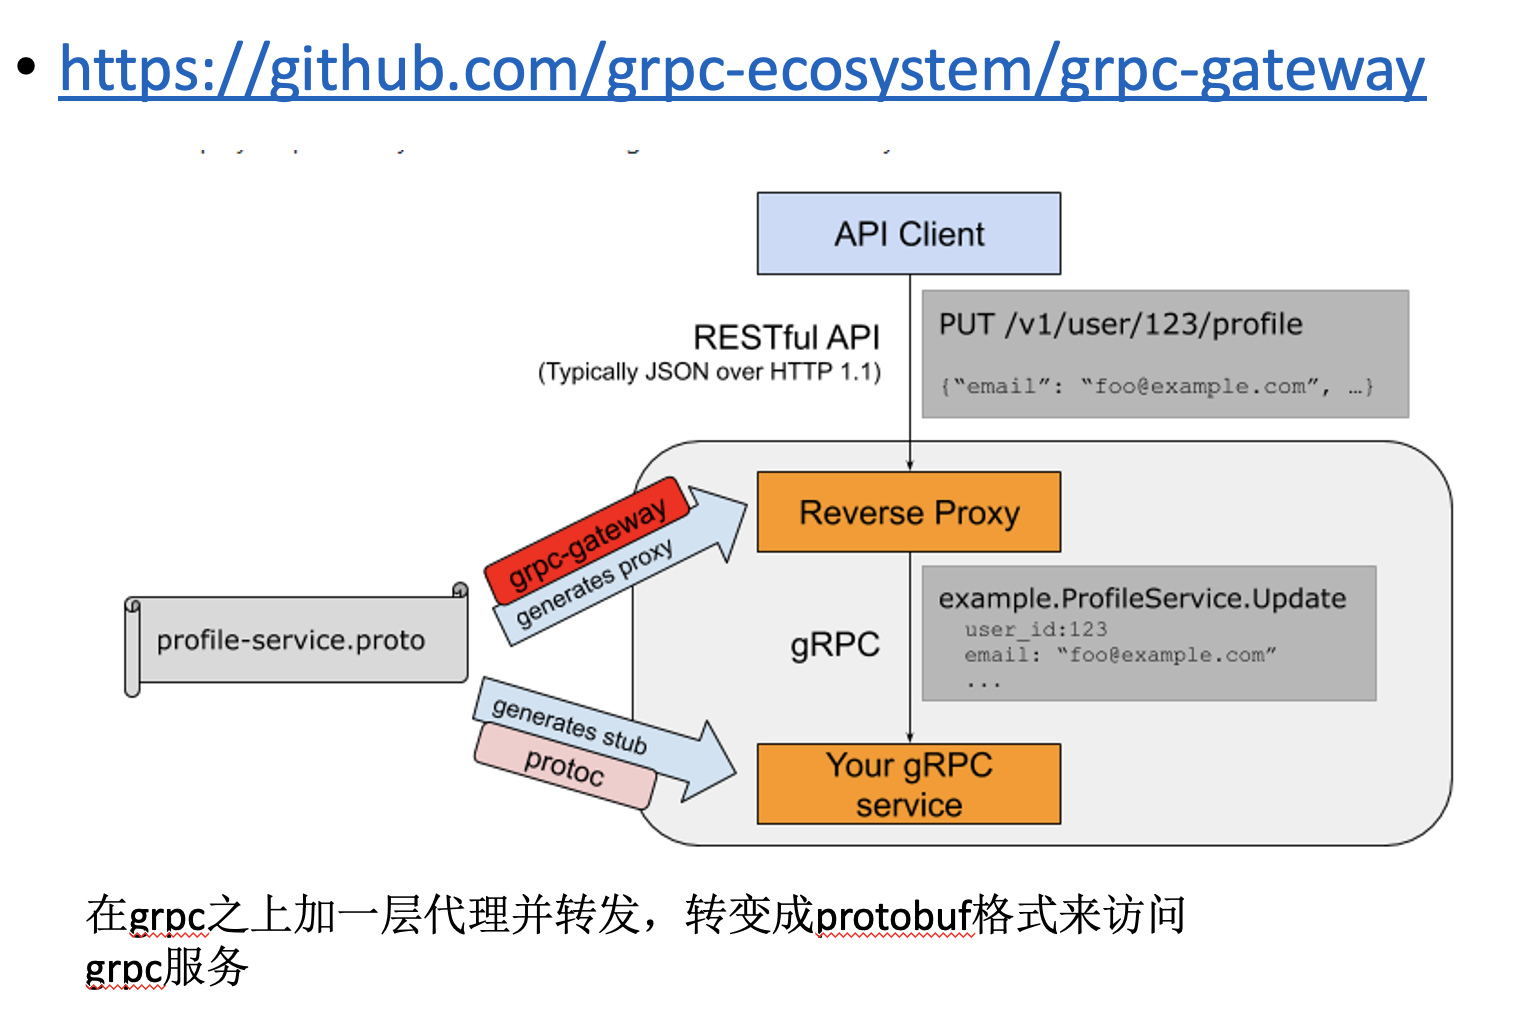 • https://github.com/grpc-ecosystem/grpc-gateway
API Client
RESTful API
(Typically JSON over HTTP 1.1)
PUT /v1/user/123/profile
{“email”: “foo@example.com”, …}
grpc-gateway
generates proxy
Reverse Proxy
profile-service.proto
gRPC
example.ProfileService.Update
user_id:123
email: “foo@example.com”
...
generates stub
protoc
Your gRPC
service
在grpc之上加一层代理并转发，转变成protobuf格式来访问
grpc服务